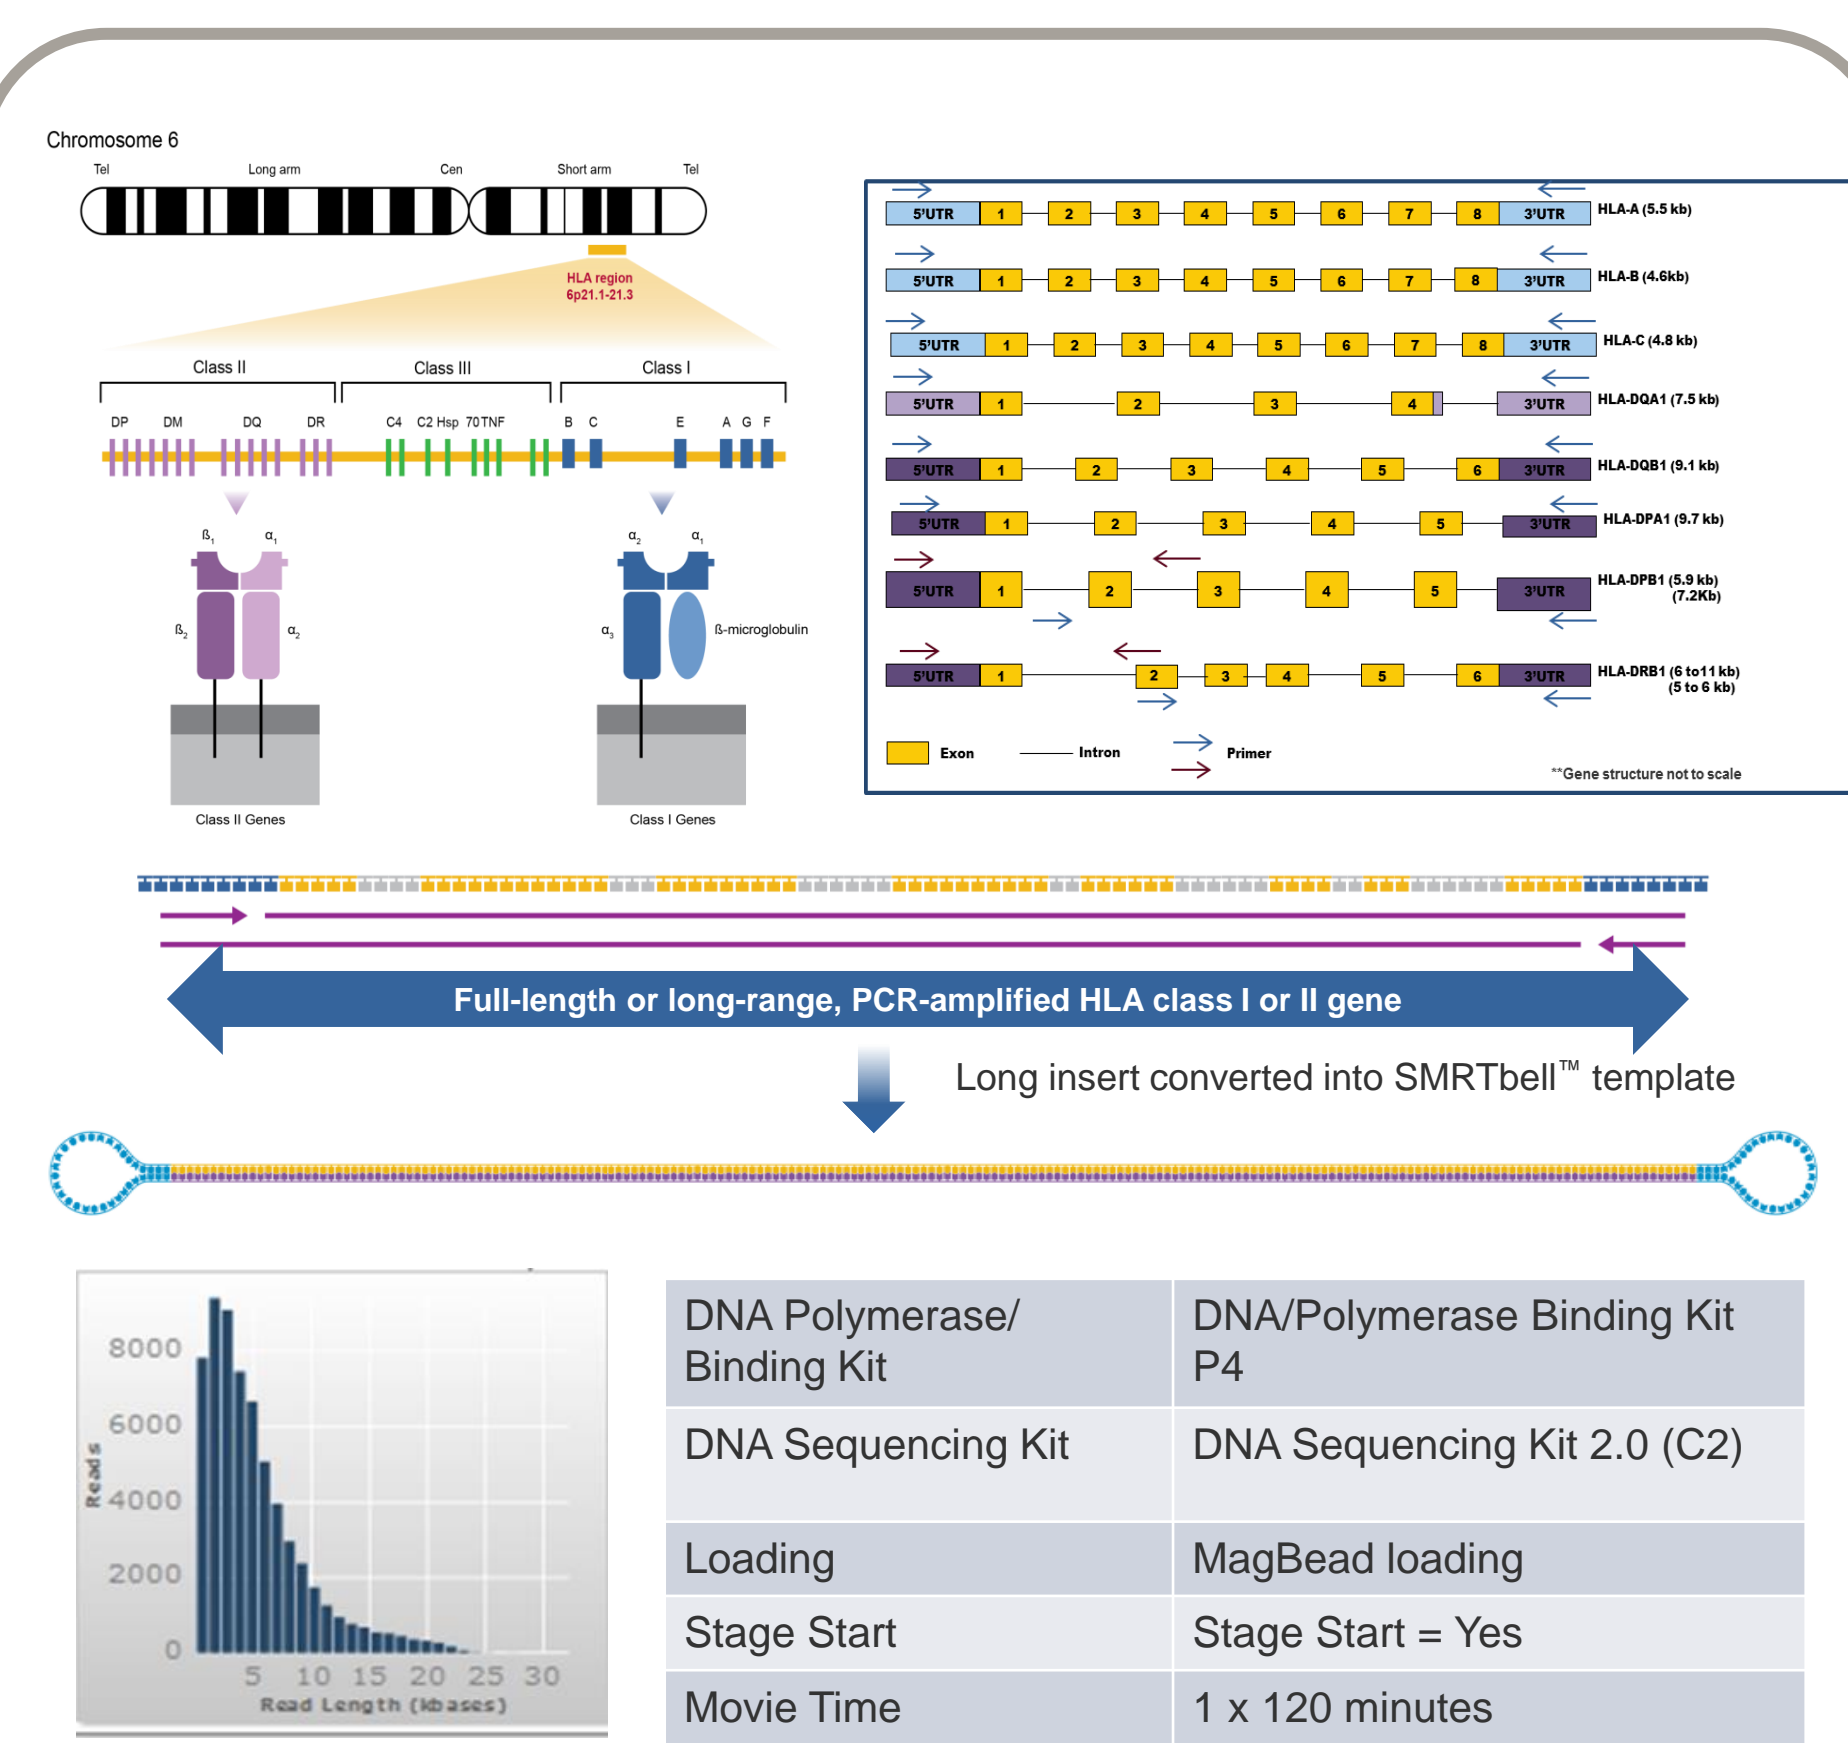 Chromosome 6
Tel Long arm Cen Short arm Tel
HLA region
6p21.1-21.3
Class II Class III Class I
DP DM DQ DR C4 C2 Hsp 70 TNF B C E A G F
ß1 α1 α2 α1
ß2 α2 α3 ß-microglobulin
Class II Genes Class I Genes
5'UTR 1 2 3 4 5 6 7 8 3'UTR HLA-A (5.5 kb)
5'UTR 1 2 3 4 5 6 7 8 3'UTR HLA-B (4.6kb)
5'UTR 1 2 3 4 5 6 7 8 3'UTR HLA-C (4.8 kb)
5'UTR 1 2 3 4 3'UTR HLA-DQA1 (7.5 kb)
5'UTR 1 2 3 4 5 6 3'UTR HLA-DQB1 (9.1 kb)
5'UTR 1 2 3 4 5 3'UTR HLA-DPA1 (9.7 kb)
5'UTR 1 2 3 4 5 3'UTR HLA-DPB1 (5.9 kb)
(7.2Kb)
5'UTR 1 2 3 4 5 6 3'UTR HLA-DRB1 (6 to11 kb)
(5 to 6 kb)
Exon Intron Primer
**Gene structure not to scale
Full-length or long-range, PCR-amplified HLA class I or II gene
Long insert converted into SMRTbell™ template
8000
6000
4000
2000
0
Reads
5 10 15 20 25 30
Read Length (kbases)
DNA Polymerase/
Binding Kit
DNA/Polymerase Binding Kit
P4
DNA Sequencing Kit
DNA Sequencing Kit 2.0 (C2)
Loading
MagBead loading
Stage Start
Stage Start = Yes
Movie Time
1 x 120 minutes